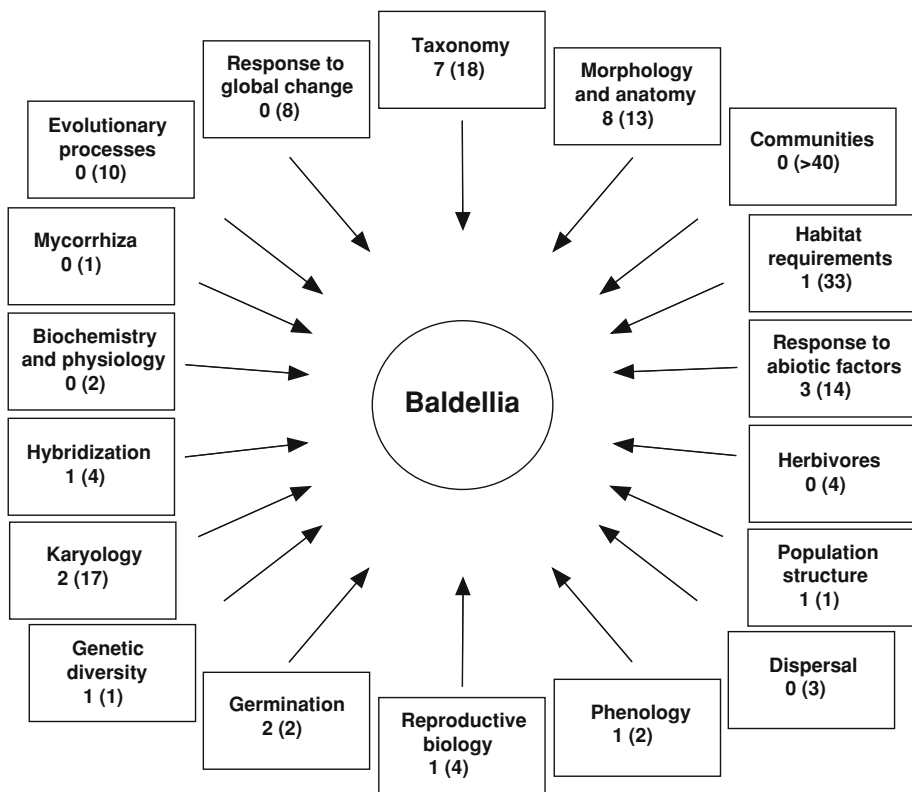 Taxonomy
7 (18)
Morphology
and anatomy
8 (13)
Communities
0 (>40)
Habitat
requirements
1 (33)
Response to
abiotic factors
3 (14)
Herbivores
0 (4)
Population
structure
1 (1)
Dispersal
0 (3)
Phenology
1 (2)
Reproductive
biology
1 (4)
Germination
2 (2)
Genetic
diversity
1 (1)
Karyology
2 (17)
Hybridization
1 (4)
Biochemistry
and physiology
0 (2)
Mycorrhiza
0 (1)
Evolutionary
processes
0 (10)
Response to
global change
0 (8)
Baldellia